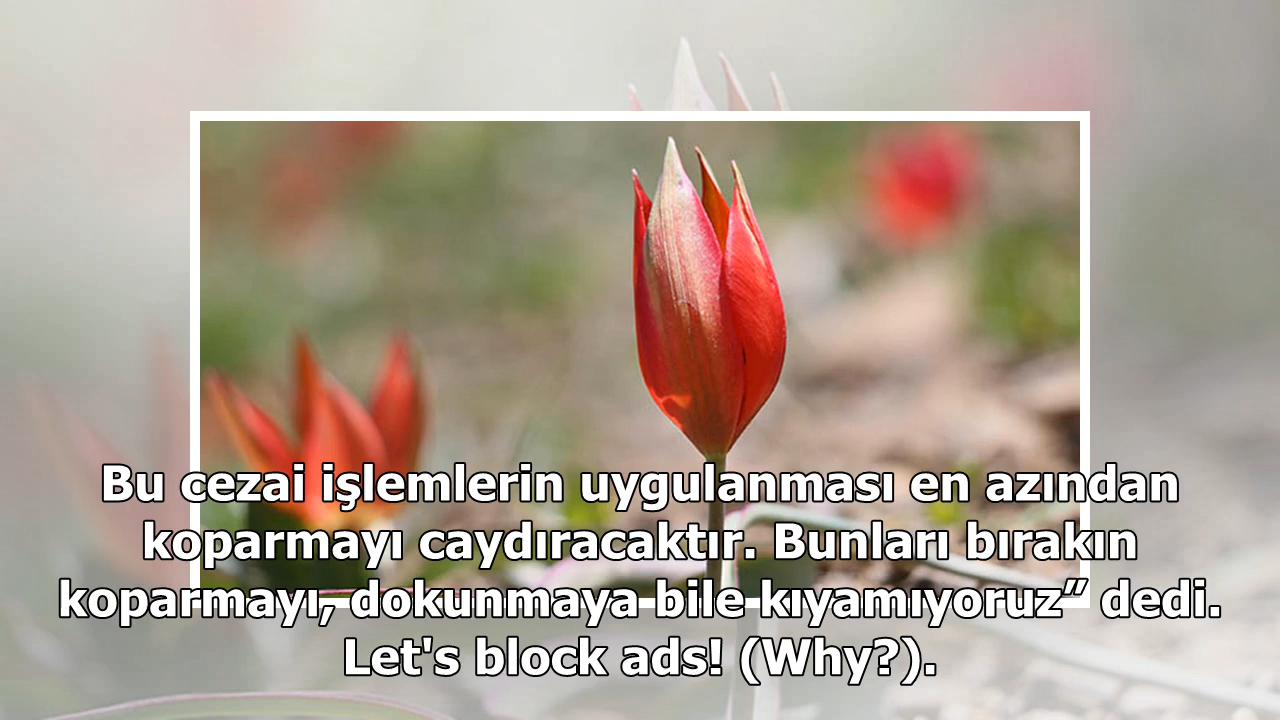 Bu cezai işlemlerin uygulanması en azından
koparmayı caydıracaktır. Bunları bırakın
koparmayı, dokunmaya bile kıyamıyoruz” dedi.
Let's block ads! (Why?).